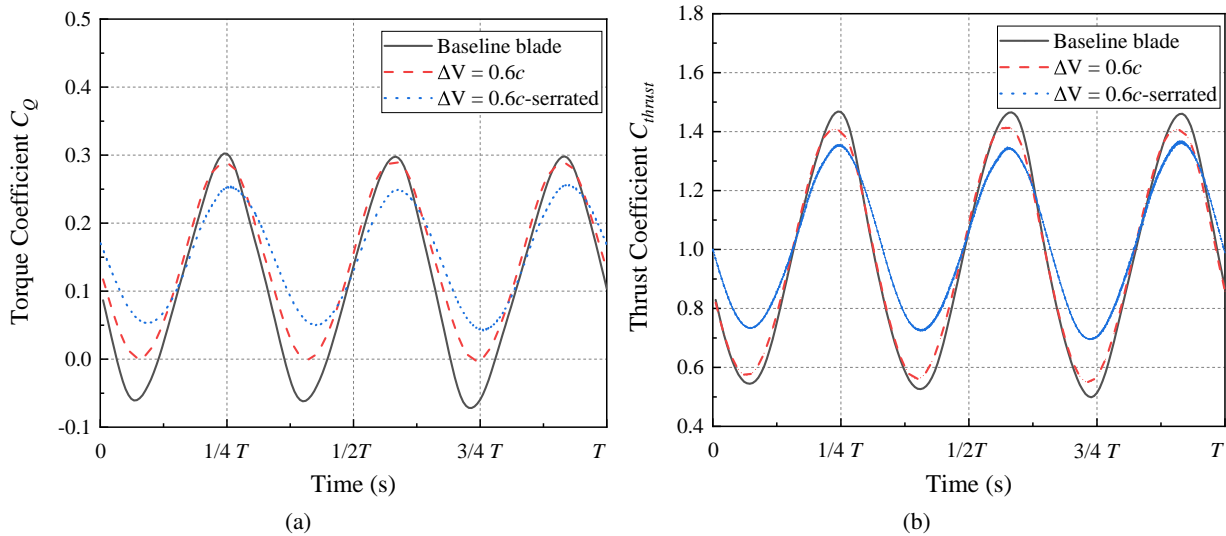 0.5
0.4
0.3
0.2
0.1
0.0
-0.1
Torque Coefficient C_Q
Baseline blade
ΔV = 0.6c
ΔV = 0.6c-serrated
0 1/4 T 1/2T 3/4 T T
Time (s)
(a)
1.8
1.6
1.4
1.2
1.0
0.8
0.6
0.4
Thrust Coefficient C_thrust
Baseline blade
ΔV = 0.6c
ΔV = 0.6c-serrated
0 1/4 T 1/2T 3/4 T T
Time (s)
(b)